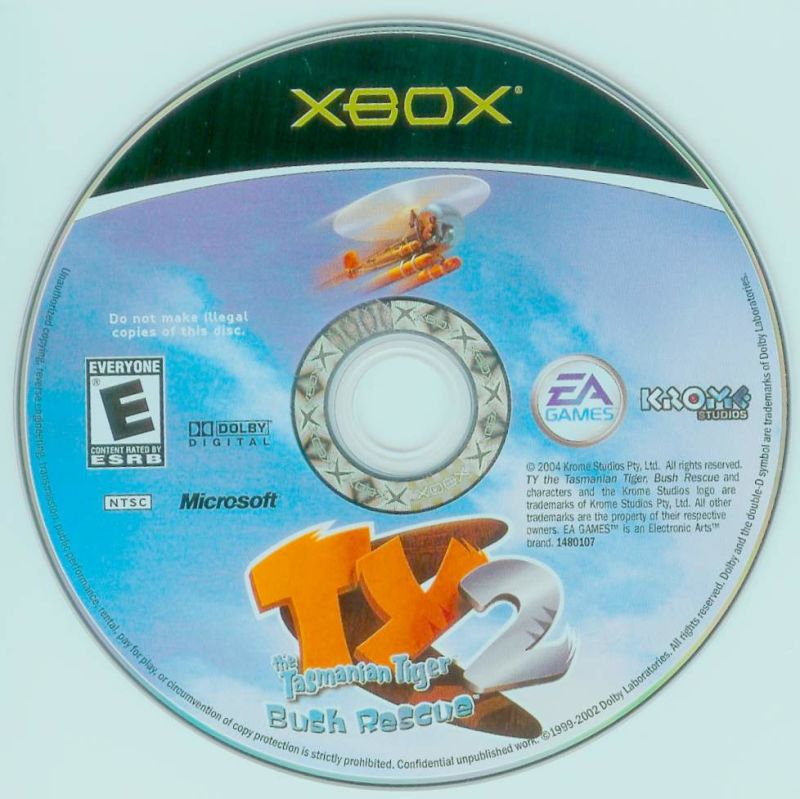 XBOX®
Do not make illegal
copies of this disc.
EVERYONE
E
®
CONTENT RATED BY
ESRB
DOLBY
DIGITAL
NTSC
Microsoft
XBOX
EA
GAMES
KROME
STUDIOS
© 2004 Krome Studios Pty, Ltd. All rights reserved.
TY the Tasmanian Tiger, Bush Rescue and
characters and the Krome Studios logo are
trademarks of Krome Studios Pty, Ltd. All other
trademarks are the property of their respective
owners. EA GAMES™ is an Electronic Arts™
brand. 1480107
TY2
the
Tasmanian Tiger™
Bush Rescue™
Unauthorized copying, reverse engineering, transmission, public performance, rental, pay for play, or circumvention of copy protection is strictly prohibited. Confidential unpublished work. ©1999-2002 Dolby Laboratories. All rights reserved. Dolby and the double-D symbol are trademarks of Dolby Laboratories.